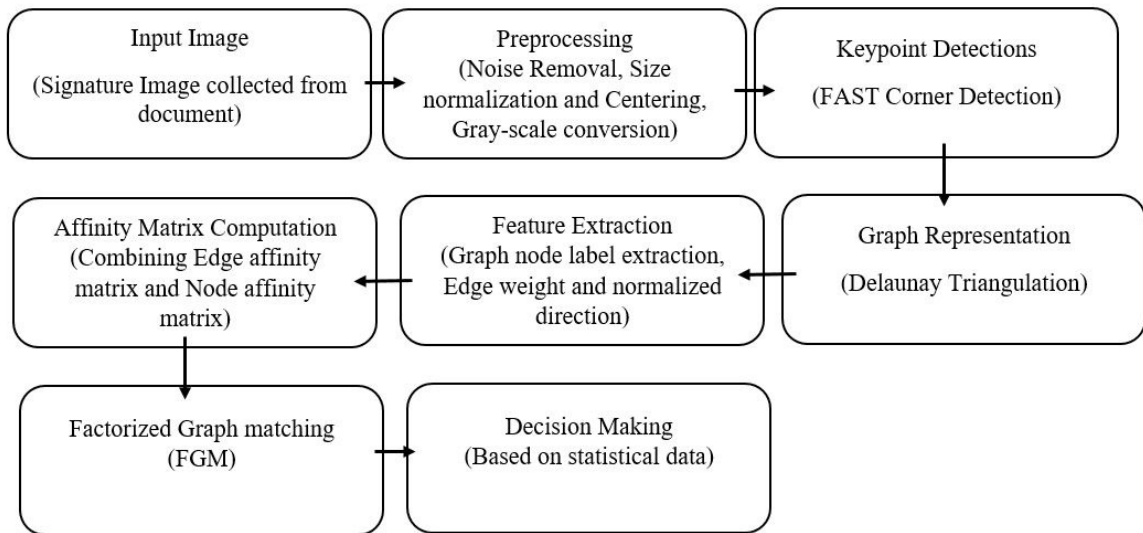 Input Image
(Signature Image collected from
document)
Preprocessing
(Noise Removal, Size
normalization and Centering,
Gray-scale conversion)
Keypoint Detections
(FAST Corner Detection)
Graph Representation
(Delaunay Triangulation)
Feature Extraction
(Graph node label extraction,
Edge weight and normalized
direction)
Affinity Matrix Computation
(Combining Edge affinity
matrix and Node affinity
matrix)
Factorized Graph matching
(FGM)
Decision Making
(Based on statistical data)